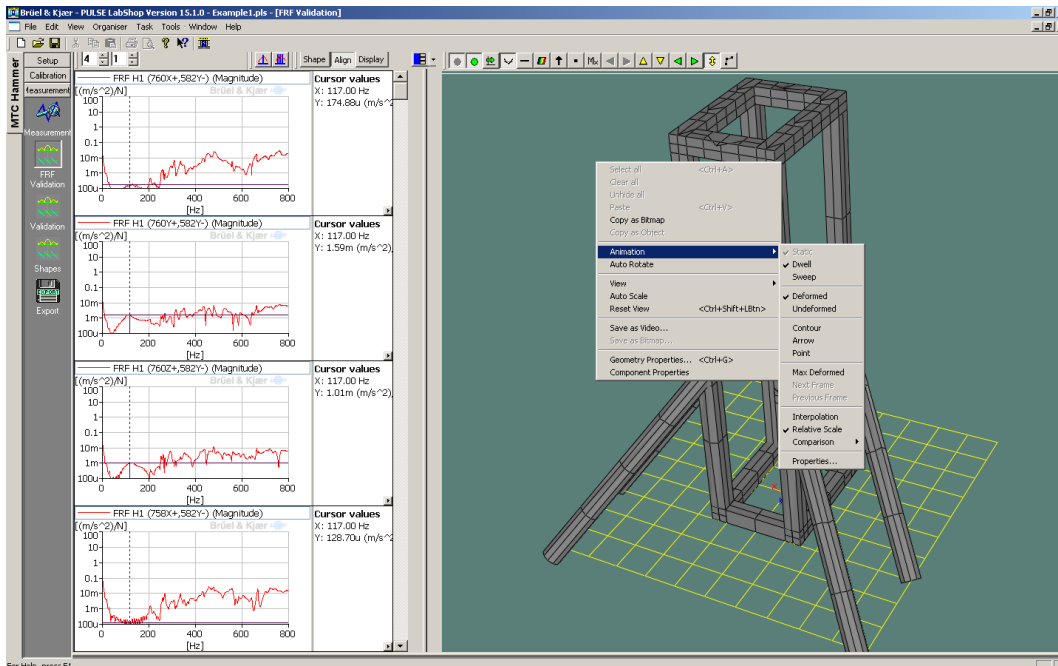 Brüel & Kjær - PULSE LabShop Version 15.1.0 - Example1.pls - [FRF Validation]
File Edit View Organiser Task Tools Window Help
MTC Hammer
Setup
Calibration
Measurement
Measurement
FRF
Validation
Validation
Shapes
EXPORT
Export
4 1 Shape Align Display
FRF H1 (760X+,582Y-) (Magnitude)
[(m/s^2)/N] Brüel & Kjær
100
10
1
0.1
10m
1m
100u
0 200 400 600 800
[Hz]
Cursor values
X: 117.00 Hz
Y: 174.88u (m/s^2
FRF H1 (760Y+,582Y-) (Magnitude)
[(m/s^2)/N] Brüel & Kjær
100
10
1
0.1
10m
1m
100u
0 200 400 600 800
[Hz]
Cursor values
X: 117.00 Hz
Y: 1.59m (m/s^2),
FRF H1 (760Z+,582Y-) (Magnitude)
[(m/s^2)/N] Brüel & Kjær
100
10
1
0.1
10m
1m
100u
0 200 400 600 800
[Hz]
Cursor values
X: 117.00 Hz
Y: 1.01m (m/s^2),
FRF H1 (758X+,582Y-) (Magnitude)
[(m/s^2)/N] Brüel & Kjær
100
10
1
0.1
10m
1m
100u
0 200 400 600 800
[Hz]
Cursor values
X: 117.00 Hz
Y: 128.70u (m/s^2
Select all <Ctrl+A>
Clear all
Unhide all
Paste <Ctrl+V>
Copy as Bitmap
Copy as Object
Animation
Auto Rotate
View
Auto Scale
Reset View <Ctrl+Shift+LBtn>
Save as Video...
Save as Bitmap...
Geometry Properties... <Ctrl+G>
Component Properties
Static
Dwell
Sweep
Deformed
Undeformed
Contour
Arrow
Point
Max Deformed
Next Frame
Previous Frame
Interpolation
Relative Scale
Comparison
Properties...
For Help, press F1